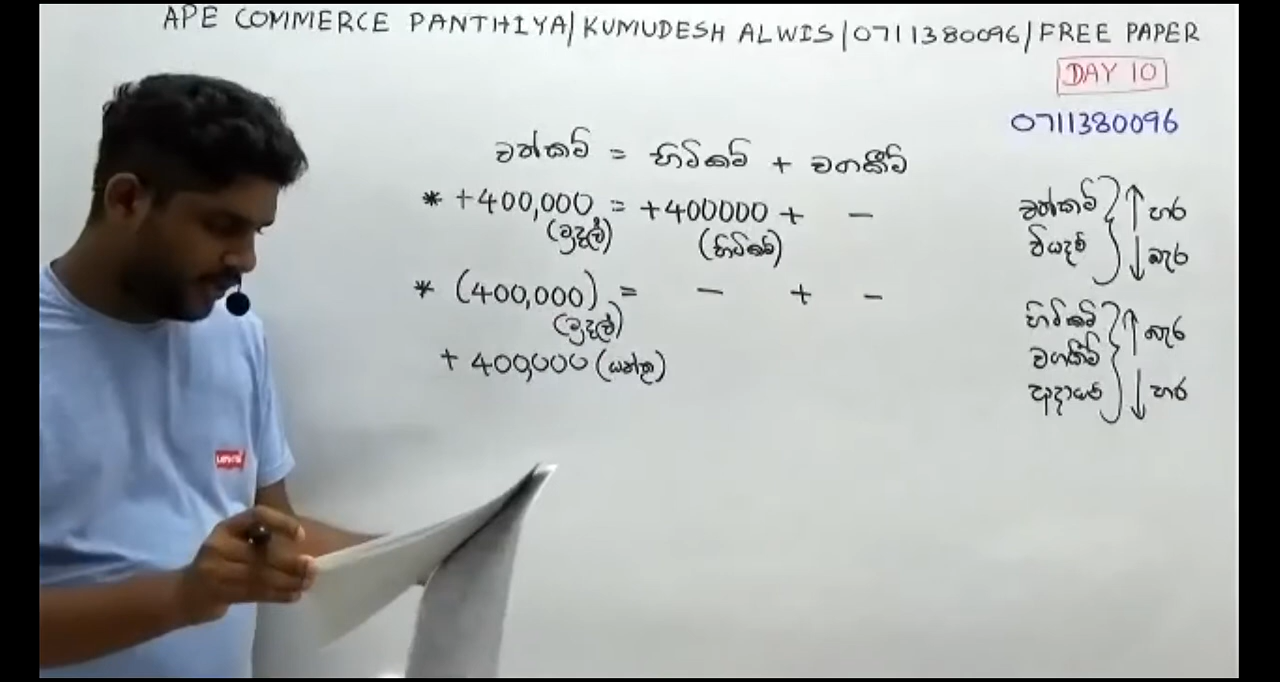 APE COMMERCE PANTHIYA/KUMUDESH ALWIS/0711380096/FREE PAPER
DAY 10
0711380096
වත්කම් = හිමිකම් + වගකීම්
* +400,000 = +400000 + -
(මුදල්) (හිමිකම්)
* (400,000) = - + -
(මුදල්)
+ 400,000 (යන්ත්‍ර)
වත්කම් ↑ හර
වියදම් ↓ බැර
හිමිකම් ↑ බැර
වගකීම්
ආදායම් ↓ හර